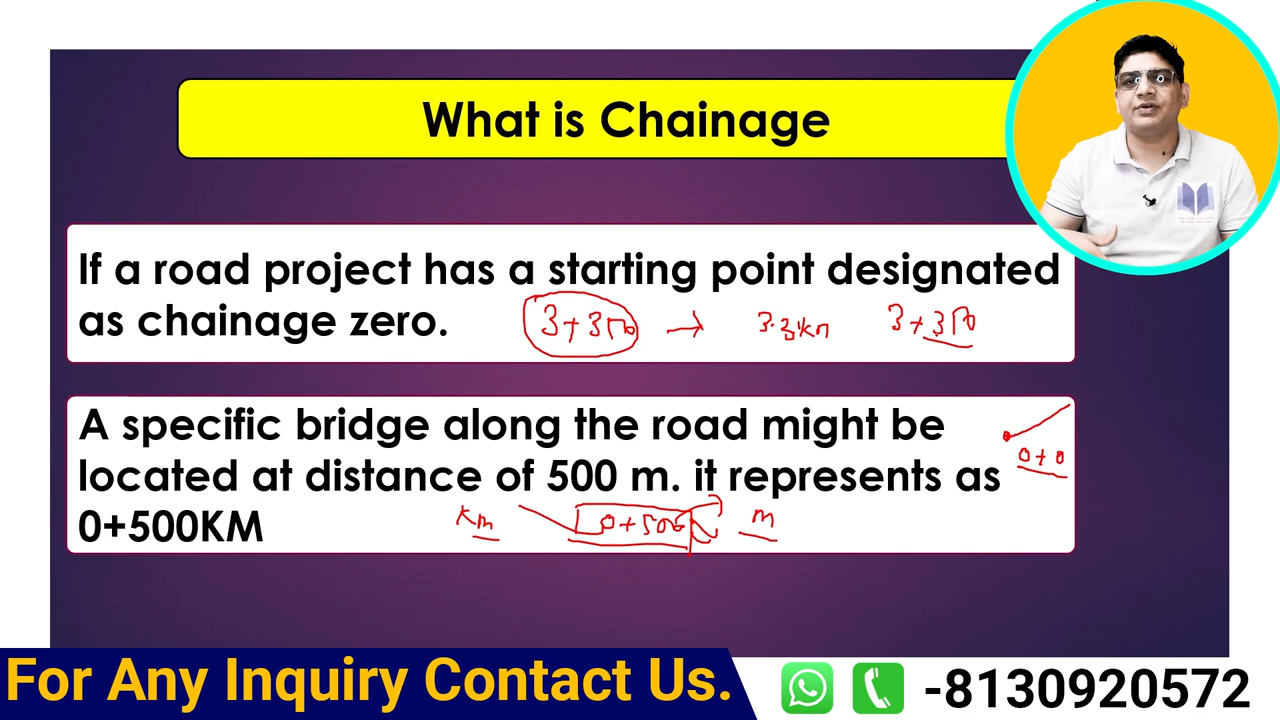 What is Chainage
If a road project has a starting point designated
as chainage zero.
3+350 → 3.3km 3+350
A specific bridge along the road might be
located at distance of 500 m. it represents as
0+0
0+500KM
km 0+500 m
For Any Inquiry Contact Us. -8130920572